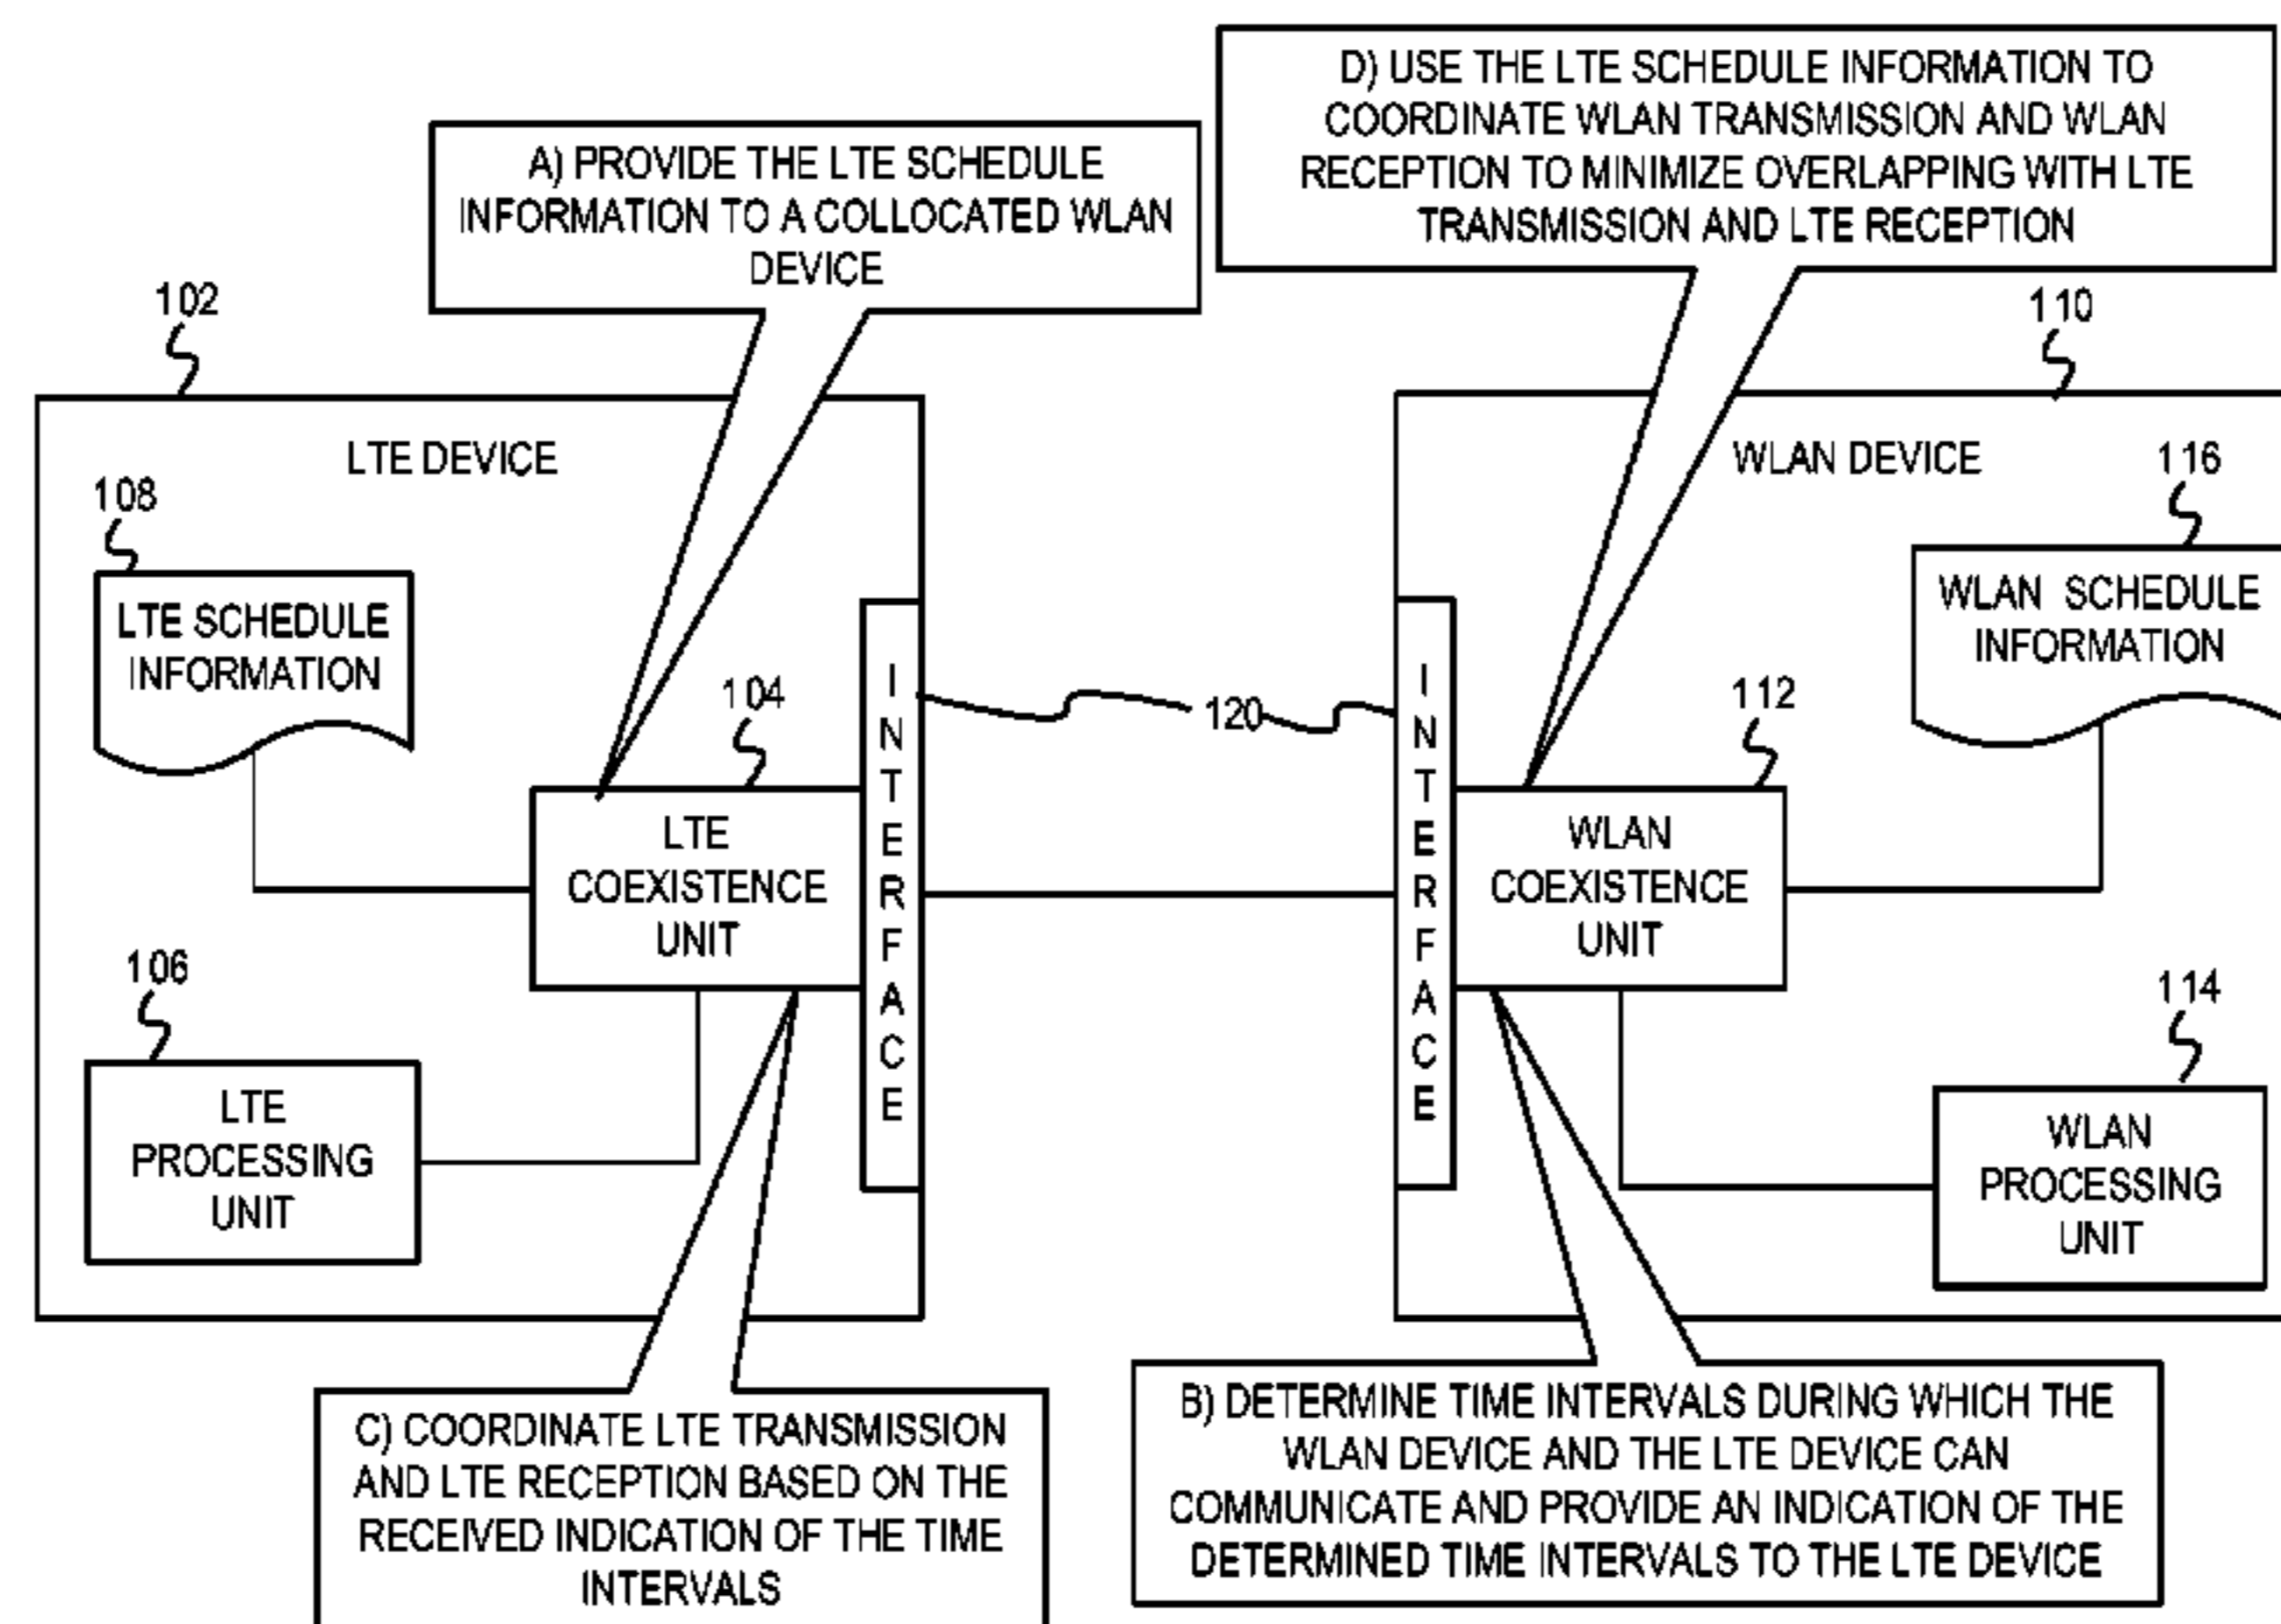 D) USE THE LTE SCHEDULE INFORMATION TO
COORDINATE WLAN TRANSMISSION AND WLAN
RECEPTION TO MINIMIZE OVERLAPPING WITH LTE
TRANSMISSION AND LTE RECEPTION
A) PROVIDE THE LTE SCHEDULE
INFORMATION TO A COLLOCATED WLAN
DEVICE
102
110
LTE DEVICE
WLAN DEVICE
108
116
LTE SCHEDULE
INFORMATION
WLAN SCHEDULE
INFORMATION
104
120
112
INTERFACE
INTERFACE
LTE
COEXISTENCE
UNIT
WLAN
COEXISTENCE
UNIT
106
114
LTE
PROCESSING
UNIT
WLAN
PROCESSING
UNIT
C) COORDINATE LTE TRANSMISSION
AND LTE RECEPTION BASED ON THE
RECEIVED INDICATION OF THE TIME
INTERVALS
B) DETERMINE TIME INTERVALS DURING WHICH THE
WLAN DEVICE AND THE LTE DEVICE CAN
COMMUNICATE AND PROVIDE AN INDICATION OF THE
DETERMINED TIME INTERVALS TO THE LTE DEVICE